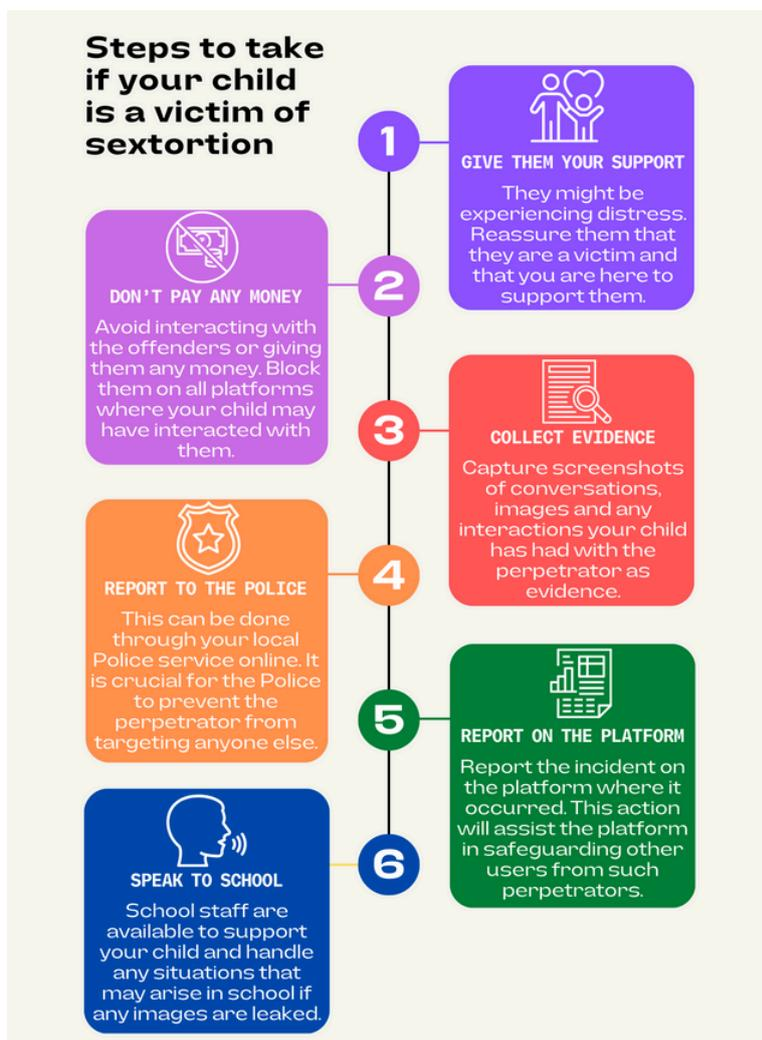 Steps to take
if your child
is a victim of
sextortion
1
GIVE THEM YOUR SUPPORT
They might be
experiencing distress.
Reassure them that
they are a victim and
that you are here to
support them.
2
DON'T PAY ANY MONEY
Avoid interacting with
the offenders or giving
them any money. Block
them on all platforms
where your child may
have interacted with
them.
3
COLLECT EVIDENCE
Capture screenshots
of conversations,
images and any
interactions your child
has had with the
perpetrator as
evidence.
4
REPORT TO THE POLICE
This can be done
through your local
Police service online. It
is crucial for the Police
to prevent the
perpetrator from
targeting anyone else.
5
REPORT ON THE PLATFORM
Report the incident on
the platform where it
occurred. This action
will assist the platform
in safeguarding other
users from such
perpetrators.
6
SPEAK TO SCHOOL
School staff are
available to support
your child and handle
any situations that
may arise in school if
any images are leaked.